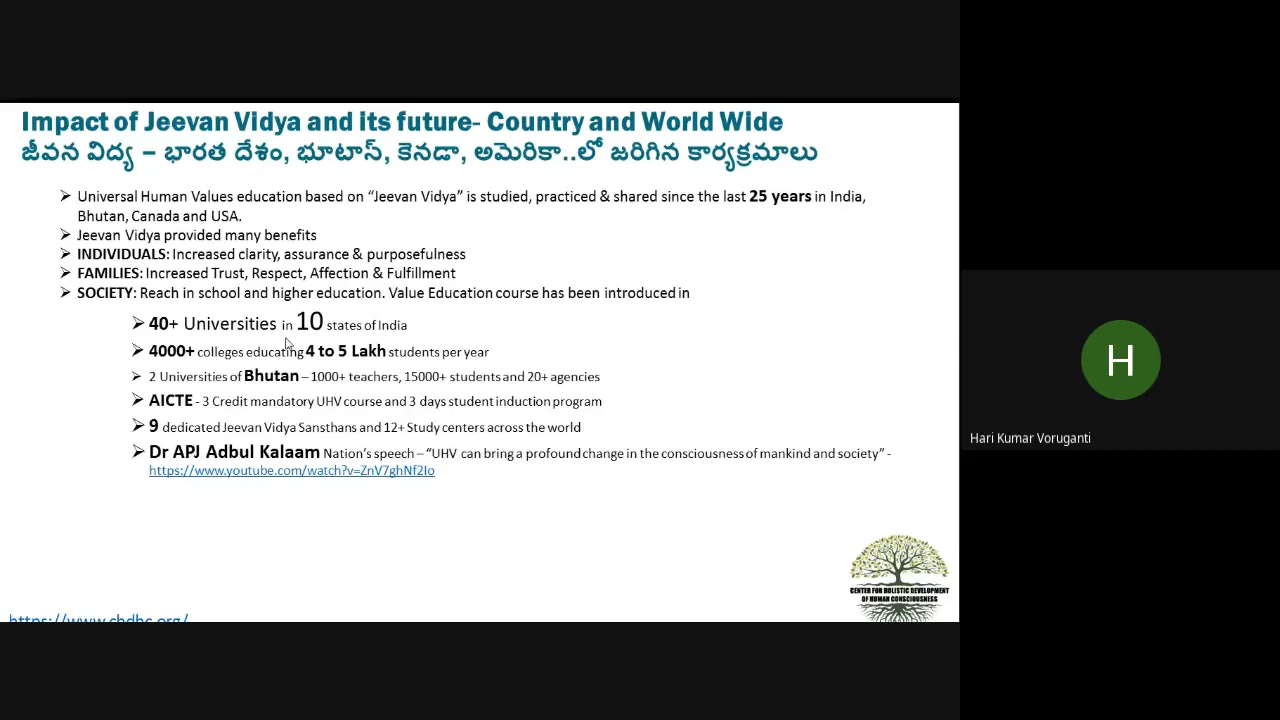 Impact of Jeevan Vidya and its future- Country and World Wide
జీవన విద్య – భారత దేశం, భూటాన్, కెనడా, అమెరికా..లో జరిగిన కార్యక్రమాలు
➢ Universal Human Values education based on “Jeevan Vidya” is studied, practiced & shared since the last 25 years in India,
Bhutan, Canada and USA.
➢ Jeevan Vidya provided many benefits
➢ INDIVIDUALS: Increased clarity, assurance & purposefulness
➢ FAMILIES: Increased Trust, Respect, Affection & Fulfillment
➢ SOCIETY: Reach in school and higher education. Value Education course has been introduced in
➢ 40+ Universities in 10 states of India
➢ 4000+ colleges educating 4 to 5 Lakh students per year
➢ 2 Universities of Bhutan – 1000+ teachers, 15000+ students and 20+ agencies
➢ AICTE - 3 Credit mandatory UHV course and 3 days student induction program
➢ 9 dedicated Jeevan Vidya Sansthans and 12+ Study centers across the world
➢ Dr APJ Adbul Kalaam Nation’s speech – “UHV can bring a profound change in the consciousness of mankind and society” -
https://www.youtube.com/watch?v=ZnV7ghNf2Io
CENTER FOR HOLISTIC DEVELOPMENT
OF HUMAN CONSCIOUSNESS
https://www.chdhc.org/
H
Hari Kumar Voruganti